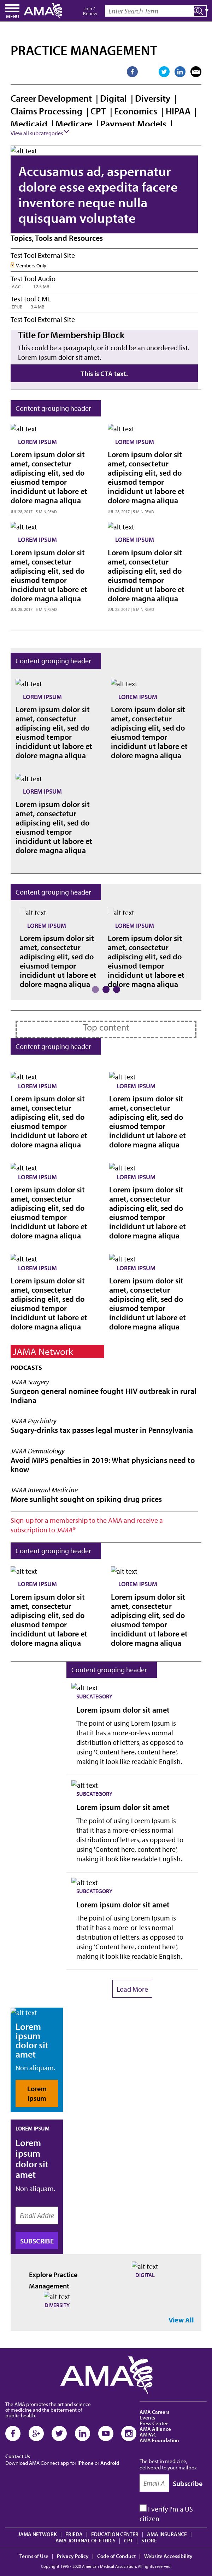 MENU
AMA
Join /
Renew
Enter Search Term
PRACTICE MANAGEMENT
Career Development | Digital | Diversity |
Claims Processing | CPT | Economics | HIPAA |
Medicaid | Medicare | Payment Models |
View all subcategories
alt text
Accusamus ad, aspernatur
dolore esse expedita facere
inventore neque nulla
quisquam voluptate
Topics, Tools and Resources
Test Tool External Site
Members Only
Test Tool Audio
.AAC 12.5 MB
Test tool CME
.EPUB 3.4 MB
Test Tool External Site
Title for Membership Block
This could be a paragraph, or it could be an unordered list.
Lorem ipsum dolor sit amet.
This is CTA text.
Content grouping header
alt text alt text
LOREM IPSUM LOREM IPSUM
Lorem ipsum dolor sit Lorem ipsum dolor sit
amet, consectetur amet, consectetur
adipiscing elit, sed do adipiscing elit, sed do
eiusmod tempor eiusmod tempor
incididunt ut labore et incididunt ut labore et
dolore magna aliqua dolore magna aliqua
JUL 28, 2017 | 5 MIN READ JUL 28, 2017 | 5 MIN READ
alt text alt text
LOREM IPSUM LOREM IPSUM
Lorem ipsum dolor sit Lorem ipsum dolor sit
amet, consectetur amet, consectetur
adipiscing elit, sed do adipiscing elit, sed do
eiusmod tempor eiusmod tempor
incididunt ut labore et incididunt ut labore et
dolore magna aliqua dolore magna aliqua
JUL 28, 2017 | 5 MIN READ JUL 28, 2017 | 5 MIN READ
Content grouping header
alt text alt text
LOREM IPSUM LOREM IPSUM
Lorem ipsum dolor sit Lorem ipsum dolor sit
amet, consectetur amet, consectetur
adipiscing elit, sed do adipiscing elit, sed do
eiusmod tempor eiusmod tempor
incididunt ut labore et incididunt ut labore et
dolore magna aliqua dolore magna aliqua
alt text
LOREM IPSUM
Lorem ipsum dolor sit
amet, consectetur
adipiscing elit, sed do
eiusmod tempor
incididunt ut labore et
dolore magna aliqua
Content grouping header
alt text alt text
LOREM IPSUM LOREM IPSUM
Lorem ipsum dolor sit Lorem ipsum dolor sit
amet, consectetur amet, consectetur
adipiscing elit, sed do adipiscing elit, sed do
eiusmod tempor eiusmod tempor
incididunt ut labore et incididunt ut labore et
dolore magna aliqua dolore magna aliqua
Top content
Content grouping header
alt text alt text
LOREM IPSUM LOREM IPSUM
Lorem ipsum dolor sit Lorem ipsum dolor sit
amet, consectetur amet, consectetur
adipiscing elit, sed do adipiscing elit, sed do
eiusmod tempor eiusmod tempor
incididunt ut labore et incididunt ut labore et
dolore magna aliqua dolore magna aliqua
alt text alt text
LOREM IPSUM LOREM IPSUM
Lorem ipsum dolor sit Lorem ipsum dolor sit
amet, consectetur amet, consectetur
adipiscing elit, sed do adipiscing elit, sed do
eiusmod tempor eiusmod tempor
incididunt ut labore et incididunt ut labore et
dolore magna aliqua dolore magna aliqua
alt text alt text
LOREM IPSUM LOREM IPSUM
Lorem ipsum dolor sit Lorem ipsum dolor sit
amet, consectetur amet, consectetur
adipiscing elit, sed do adipiscing elit, sed do
eiusmod tempor eiusmod tempor
incididunt ut labore et incididunt ut labore et
dolore magna aliqua dolore magna aliqua
JAMA Network
PODCASTS
JAMA Surgery
Surgeon general nominee fought HIV outbreak in rural
Indiana
JAMA Psychiatry
Sugary-drinks tax passes legal muster in Pennsylvania
JAMA Dermatology
Avoid MIPS penalties in 2019: What physicians need to
know
JAMA Internal Medicine
More sunlight sought on spiking drug prices
Sign-up for a membership to the AMA and receive a
subscription to JAMA®
Content grouping header
alt text alt text
LOREM IPSUM LOREM IPSUM
Lorem ipsum dolor sit Lorem ipsum dolor sit
amet, consectetur amet, consectetur
adipiscing elit, sed do adipiscing elit, sed do
eiusmod tempor eiusmod tempor
incididunt ut labore et incididunt ut labore et
dolore magna aliqua dolore magna aliqua
Content grouping header
alt text
SUBCATEGORY
Lorem ipsum dolor sit amet
The point of using Lorem Ipsum is
that it has a more-or-less normal
distribution of letters, as opposed to
using 'Content here, content here',
making it look like readable English.
alt text
SUBCATEGORY
Lorem ipsum dolor sit amet
The point of using Lorem Ipsum is
that it has a more-or-less normal
distribution of letters, as opposed to
using 'Content here, content here',
making it look like readable English.
alt text
SUBCATEGORY
Lorem ipsum dolor sit amet
The point of using Lorem Ipsum is
that it has a more-or-less normal
distribution of letters, as opposed to
using 'Content here, content here',
making it look like readable English.
Load More
alt text
Lorem
ipsum
dolor sit
amet
Non aliquam.
Lorem
ipsum
LOREM IPSUM
Lorem
ipsum
dolor sit
amet
Non aliquam.
Email Addre
SUBSCRIBE
Explore Practice
Management
alt text
DIGITAL
alt text
DIVERSITY
View All
AMA
The AMA promotes the art and science
of medicine and the betterment of
public health.
AMA Careers
Events
Press Center
AMA Alliance
AMPAC
AMA Foundation
Contact Us
Download AMA Connect app for iPhone or Android
The best in medicine,
delivered to your mailbox
Email A
Subscribe
I verify I'm a US
citizen
JAMA NETWORK | FRIEDA | EDUCATION CENTER | AMA INSURANCE |
AMA JOURNAL OF ETHICS | CPT | STORE
Terms of Use | Privacy Policy | Code of Conduct | Website Accessibility
Copyright 1995 - 2020 American Medical Association. All rights reserved.